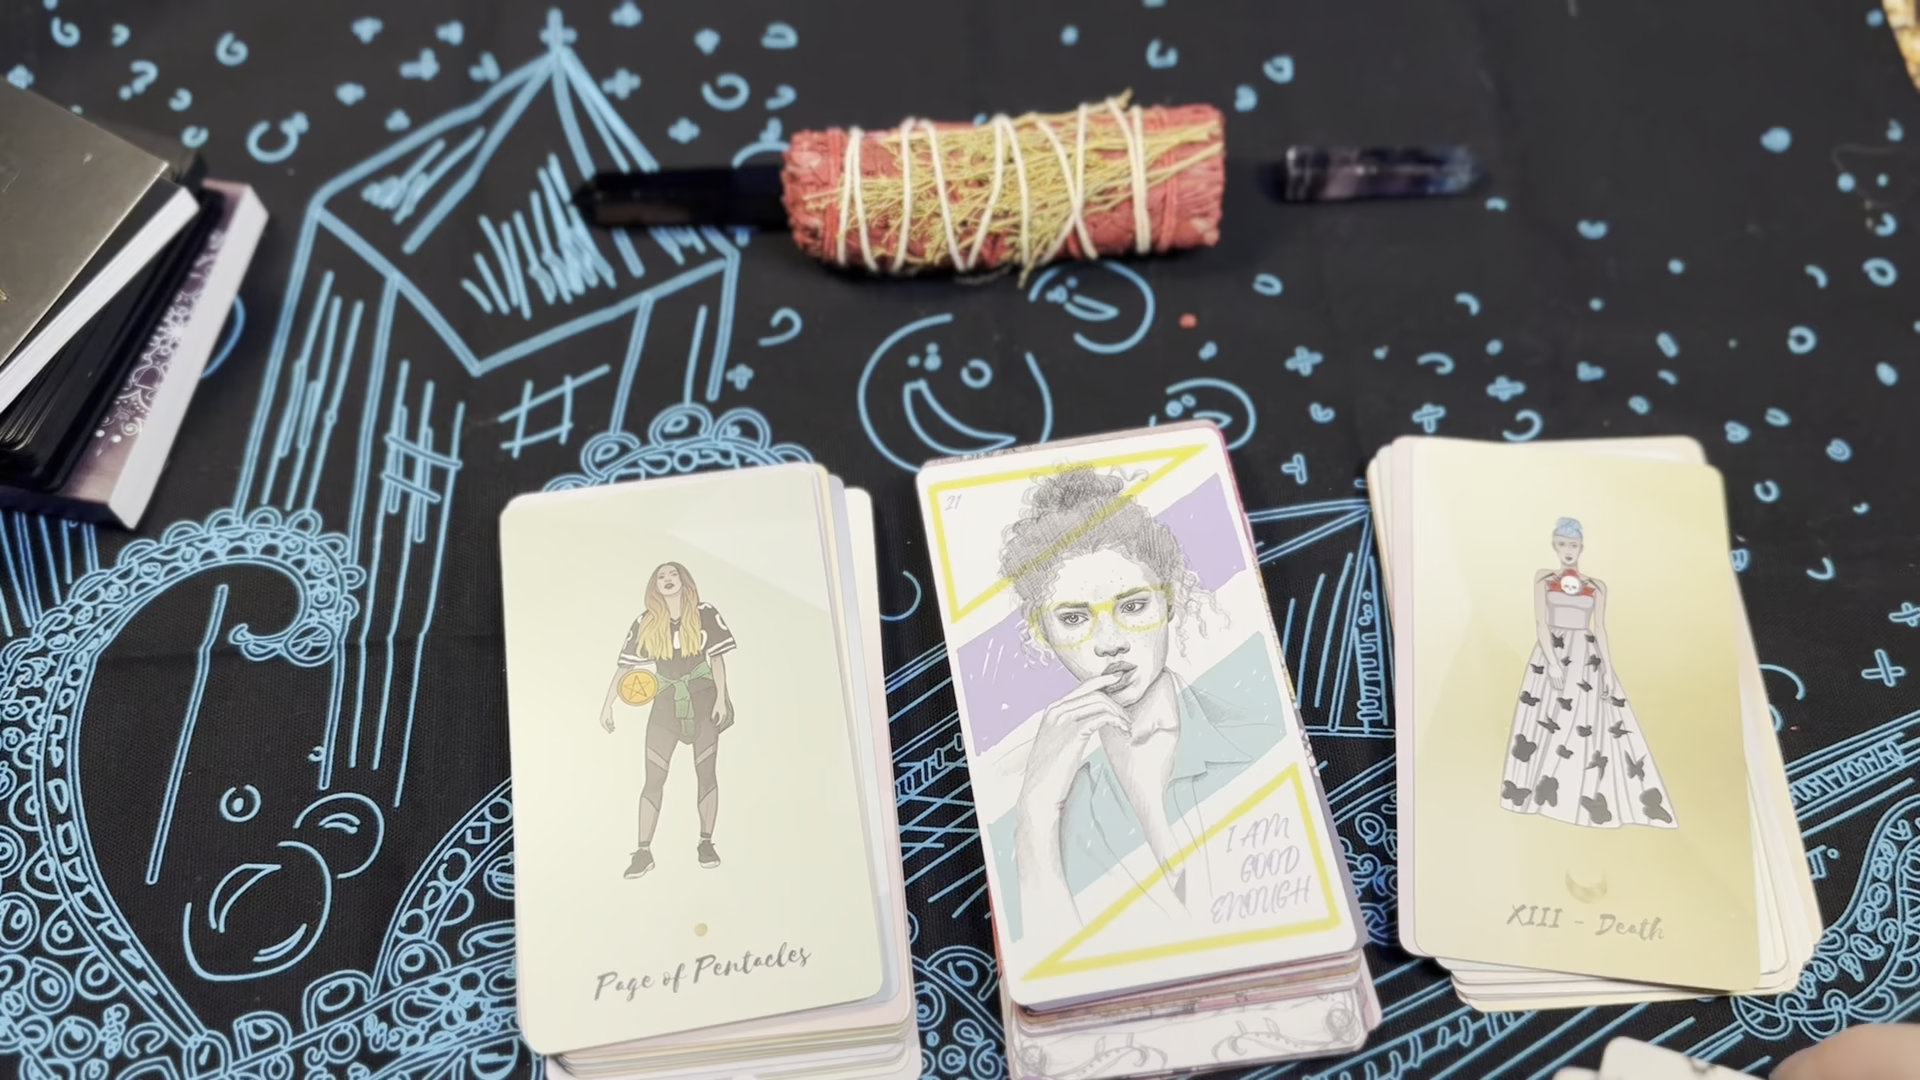 Page of Pentacles
21
I AM
GOOD
ENOUGH
XIII - Death